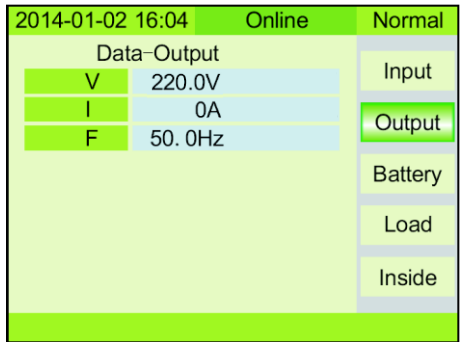 2014-01-02 16:04 Online Normal
Data-Output
V 220.0V
I 0A
F 50.0Hz
Input
Output
Battery
Load
Inside